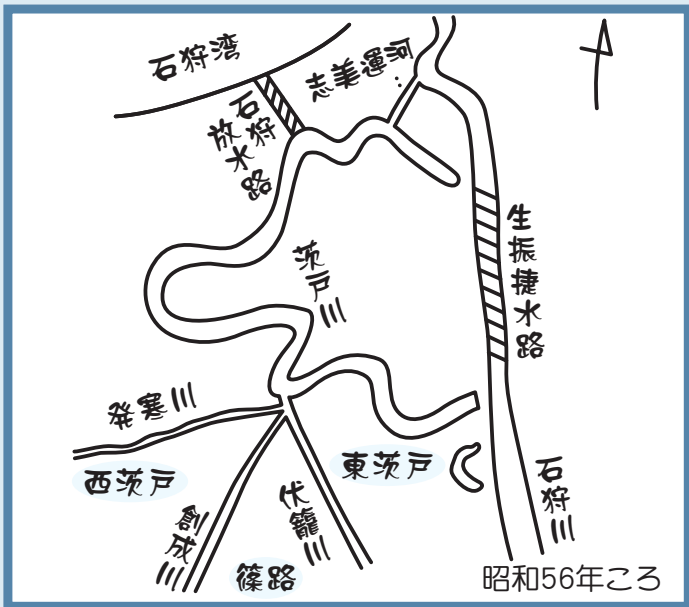 石狩湾
志美運河
石狩放水路
生振捷水路
茨戸川
発寒川
西茨戸
東茨戸
石狩川
創成川
伏籠川
篠路
昭和56年ころ